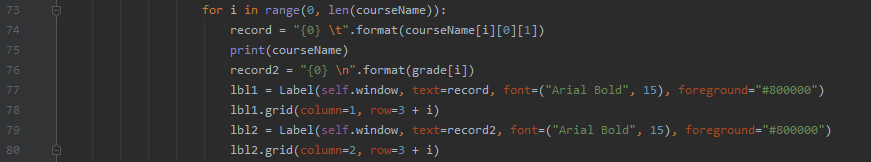 73 for i in range(0, len(courseName)):
74 record = "{0} \t".format(courseName[i][0][1])
75 print(courseName)
76 record2 = "{0} \n".format(grade[i])
77 lbl1 = Label(self.window, text=record, font=("Arial Bold", 15), foreground="#800000")
78 lbl1.grid(column=1, row=3 + i)
79 lbl2 = Label(self.window, text=record2, font=("Arial Bold", 15), foreground="#800000")
80 lbl2.grid(column=2, row=3 + i)